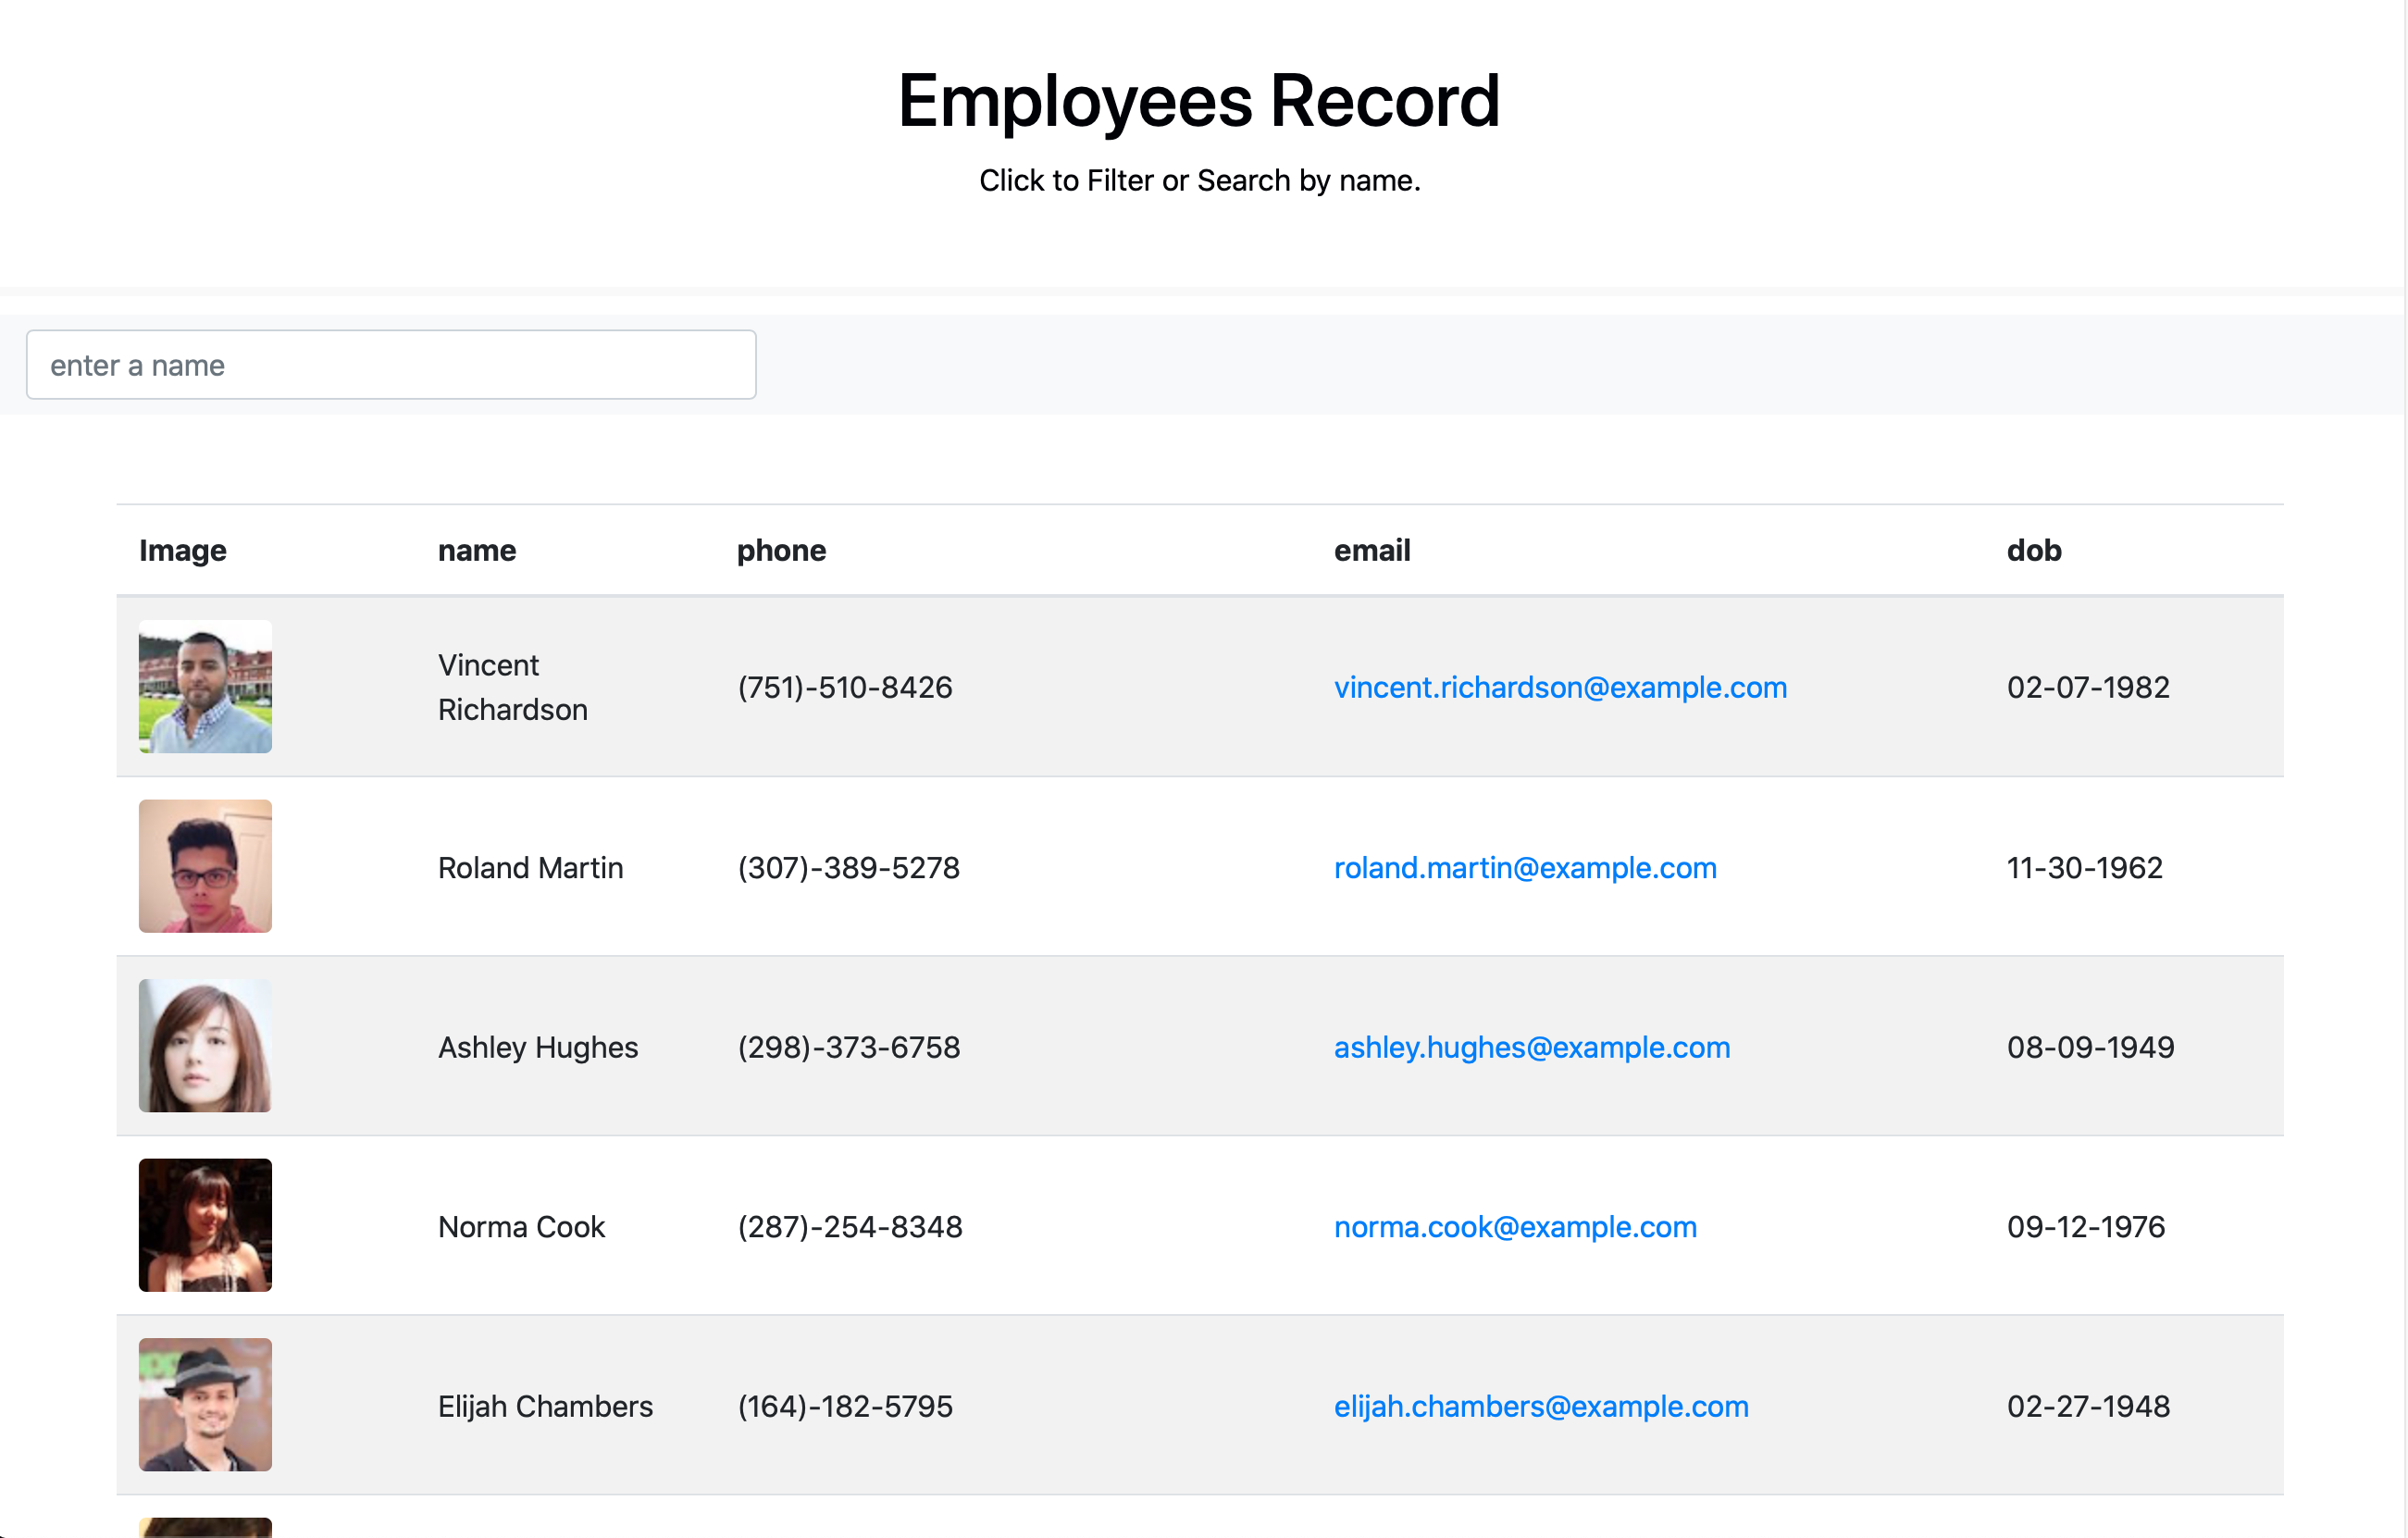 Employees Record
Click to Filter or Search by name.
enter a name
Image name phone email dob
Vincent
Richardson
(751)-510-8426 vincent.richardson@example.com 02-07-1982
Roland Martin (307)-389-5278 roland.martin@example.com 11-30-1962
Ashley Hughes (298)-373-6758 ashley.hughes@example.com 08-09-1949
Norma Cook (287)-254-8348 norma.cook@example.com 09-12-1976
Elijah Chambers (164)-182-5795 elijah.chambers@example.com 02-27-1948